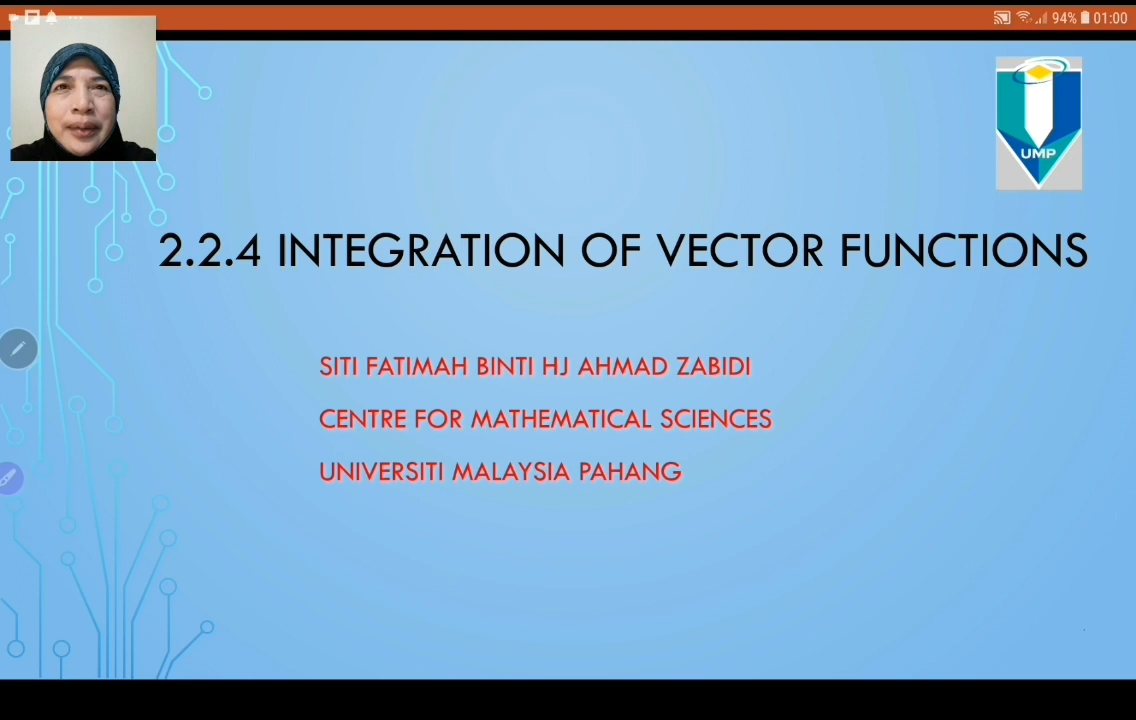 94% 01:00
UMP
2.2.4 INTEGRATION OF VECTOR FUNCTIONS
SITI FATIMAH BINTI HJ AHMAD ZABIDI
CENTRE FOR MATHEMATICAL SCIENCES
UNIVERSITI MALAYSIA PAHANG